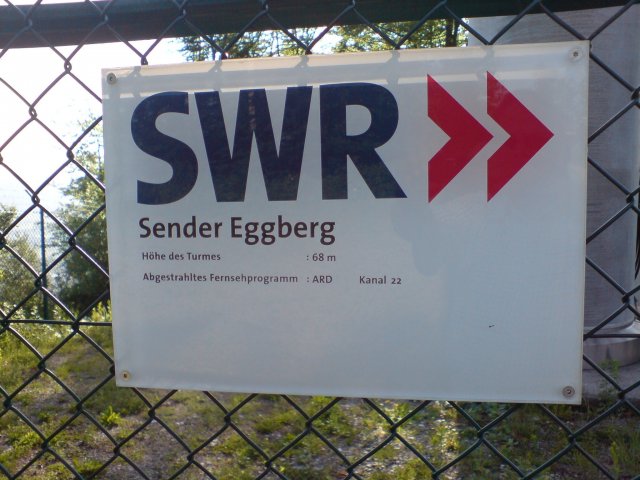 SWR
Sender Eggberg
Höhe des Turmes : 68 m
Abgestrahltes Fernsehprogramm : ARD Kanal 22